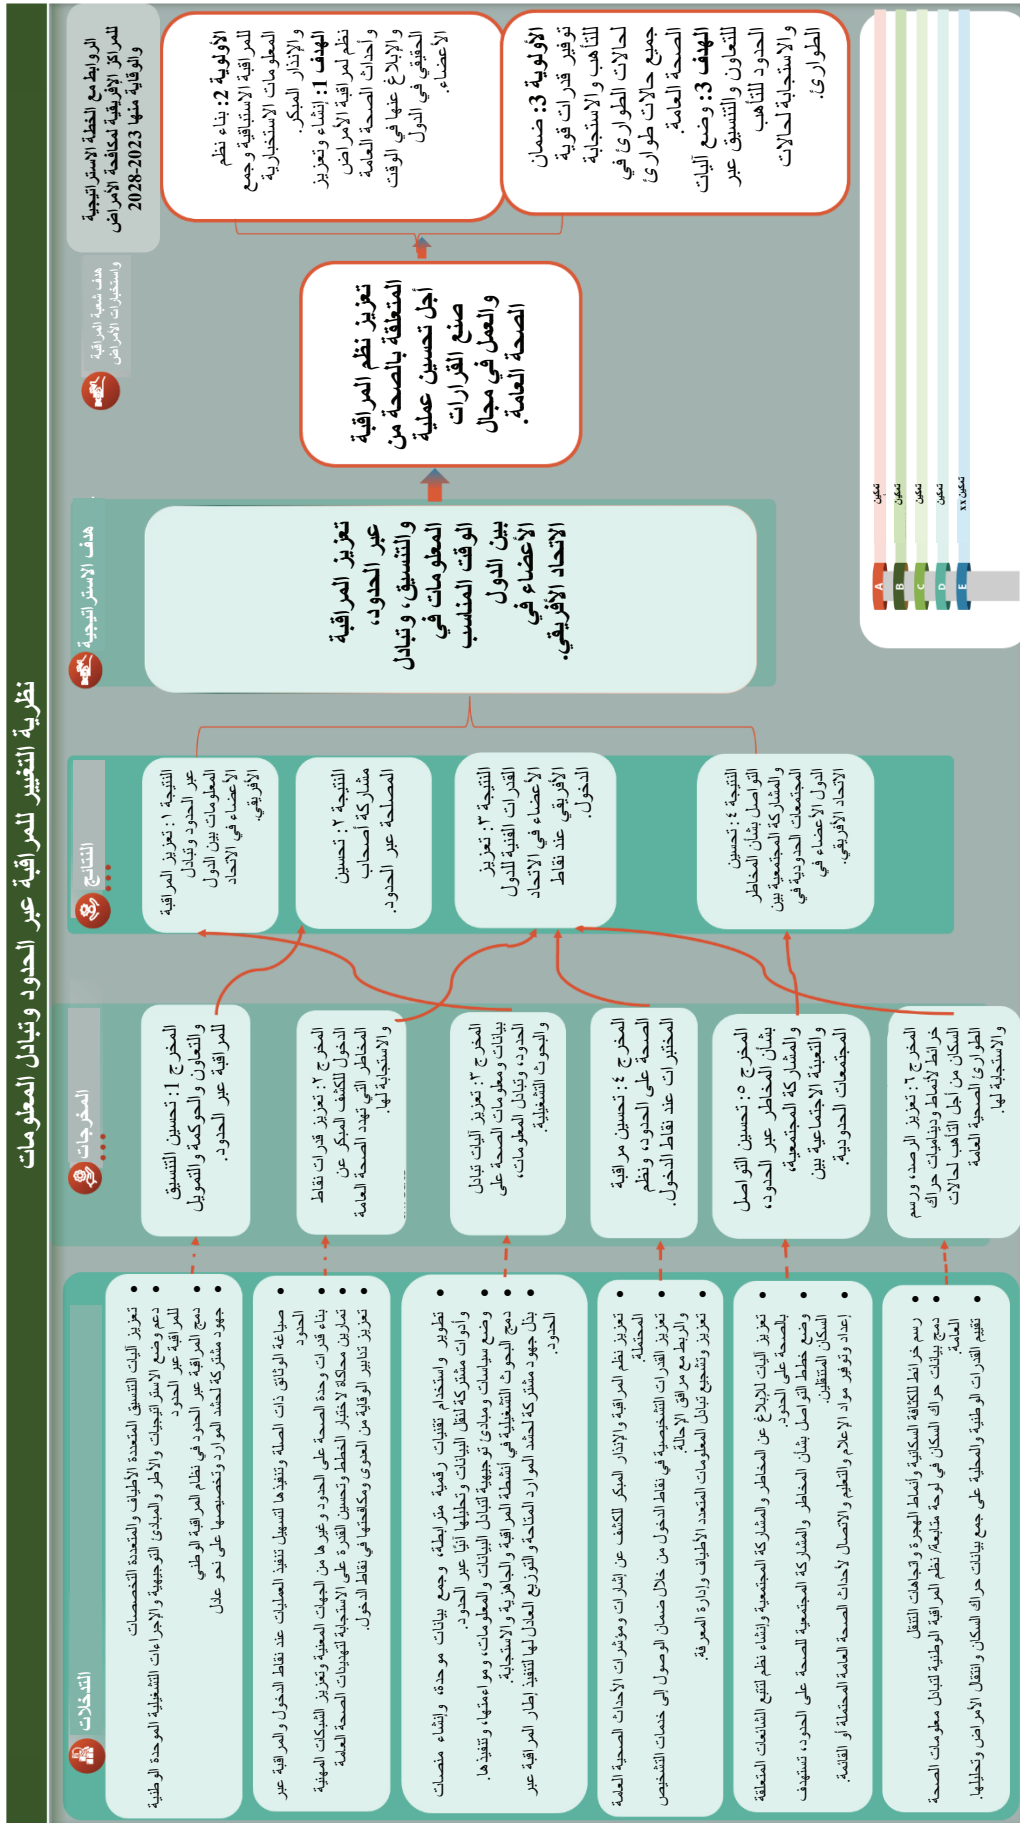 نظرية التغيير للمراقبة عبر الحدود وتبادل المعلومات
التدخلات
تعزيز آليات التنسيق المتعددة الأطياف والمتعددة التخصصات
دعم وضع الاستراتيجيات والأطر والمبادئ التوجيهية والإجراءات التشغيلية الموحدة الوطنية
للمراقبة عبر الحدود
دمج المراقبة عبر الحدود في نظام المراقبة الوطني
جهود مشتركة لحشد الموارد وتخصيصها على نحو عادل
صياغة الوثائق ذات الصلة وتنفيذها لتسهيل تنفيذ العمليات عند نقاط الدخول والمراقبة عبر
الحدود
بناء قدرات وحدة الصحة على الحدود وغيرها من الجهات المعنية وتعزيز الشبكات المهنية
تمارين محاكاة لاختبار الخطط وتحسين القدرة على الاستجابة لتهديدات الصحة العامة
تعزيز تدابير الوقاية من العدوى ومكافحتها في نقاط الدخول.
تطوير واستخدام تقنيات رقمية مترابطة، وجمع بيانات موحدة، وإنشاء منصات
وأدوات مشتركة لنقل البيانات وتحليلها آنيا عبر الحدود.
وضع سياسات ومبادئ توجيهية لتبادل البيانات والمعلومات، ومواءمتها، وتنفيذها.
دمج البحوث التشغيلية في أنشطة المراقبة والجاهزية والاستجابة.
بذل جهود مشتركة لحشد الموارد المتاحة والتوزيع العادل لها لتنفيذ إطار المراقبة عبر
الحدود.
تعزيز نظم المراقبة والإنذار المبكر للكشف عن إشارات ومؤشرات الأحداث الصحية العامة
المحتملة
تعزيز القدرات التشخيصية في نقاط الدخول من خلال ضمان الوصول إلى خدمات التشخيص
والربط مع مرافق الإحالة.
تعزيز وتشجيع تبادل المعلومات المتعدد الأطياف وإدارة المعرفة.
تعزيز آليات للإبلاغ عن المخاطر والمشاركة المجتمعية وإنشاء نظم لتتبع الشائعات المتعلقة
بالصحة على الحدود.
وضع خطط التواصل بشأن المخاطر والمشاركة المجتمعية للصحة على الحدود، تستهدف
السكان المتنقلين.
إعداد وتوفير مواد الإعلام والتعليم والاتصال لأحداث الصحة العامة المحتملة أو القائمة.
رسم خرائط للكثافة السكانية وأنماط الهجرة واتجاهات التنقل
دمج بيانات حراك السكان في لوحة متابعة/ نظم المراقبة الوطنية لتبادل معلومات الصحة
العامة.
تقييم القدرات الوطنية والمحلية على جمع بيانات حراك السكان وانتقال الأمراض وتحليلها.
المخرجات
المخرج 1: تحسين التنسيق
والتعاون والحوكمة والتمويل
للمراقبة عبر الحدود.
المخرج ٢: تعزيز قدرات نقاط
الدخول للكشف المبكر عن
المخاطر التي تهدد الصحة العامة
والاستجابة لها.
المخرج ٣: تعزيز آليات تبادل
بيانات ومعلومات الصحة على
الحدود، وتبادل المعلومات،
والبحوث التشغيلية.
المخرج ٤: تحسين مراقبة
الصحة على الحدود، ونظم
المختبرات عند نقاط الدخول.
المخرج ٥: تحسين التواصل
بشأن المخاطر عبر الحدود،
والمشاركة المجتمعية،
والتعبئة الاجتماعية بين
المجتمعات الحدودية.
المخرج ٦: تعزيز الرصد، ورسم
خرائط لأنماط وديناميات حراك
السكان من أجل التأهب لحالات
الطوارئ الصحية العامة
والاستجابة لها.
النتائج
النتيجة ١: تعزيز المراقبة
عبر الحدود وتبادل
المعلومات بين الدول
الأعضاء في الاتحاد
الأفريقي.
النتيجة ٢: تحسين
مشاركة أصحاب
المصلحة عبر الحدود.
النتيجة ٣: تعزيز
القدرات الفنية للدول
الأعضاء في الاتحاد
الأفريقي عند نقاط
الدخول.
النتيجة ٤: تحسين
التواصل بشأن المخاطر
والمشاركة المجتمعية بين
المجتمعات الحدودية في
الدول الأعضاء في
الاتحاد الأفريقي.
هدف الاستراتيجية
تعزيز المراقبة
عبر الحدود،
والتنسيق، وتبادل
المعلومات في
الوقت المناسب
بين الدول
الأعضاء في
الاتحاد الأفريقي.
هدف شعبة المراقبة
واستخبارات الأمراض
تعزيز نظم المراقبة
المتعلقة بالصحة من
أجل تحسين عملية
صنع القرارات
والعمل في مجال
الصحة العامة.
الروابط مع الخطة الاستراتيجية
للمراكز الإفريقية لمكافحة الأمراض
والوقاية منها 2023-2028
الأولوية 2: بناء نظم
للمراقبة الاستباقية وجمع
المعلومات الاستخبارية
والإنذار المبكر.
الهدف 1: إنشاء وتعزيز
نظم لمراقبة الأمراض
وأحداث الصحة العامة
والإبلاغ عنها في الوقت
الحقيقي في الدول
الأعضاء.
الأولوية 3: ضمان
توفير قدرات قوية
للتأهب والاستجابة
لحالات الطوارئ في
جميع حالات طوارئ
الصحة العامة.
الهدف 3: وضع آليات
للتعاون والتنسيق عبر
الحدود للتأهب
والاستجابة لحالات
الطوارئ.
A تمكين
B تمكين
C تمكين
D تمكين
E تمكين xx